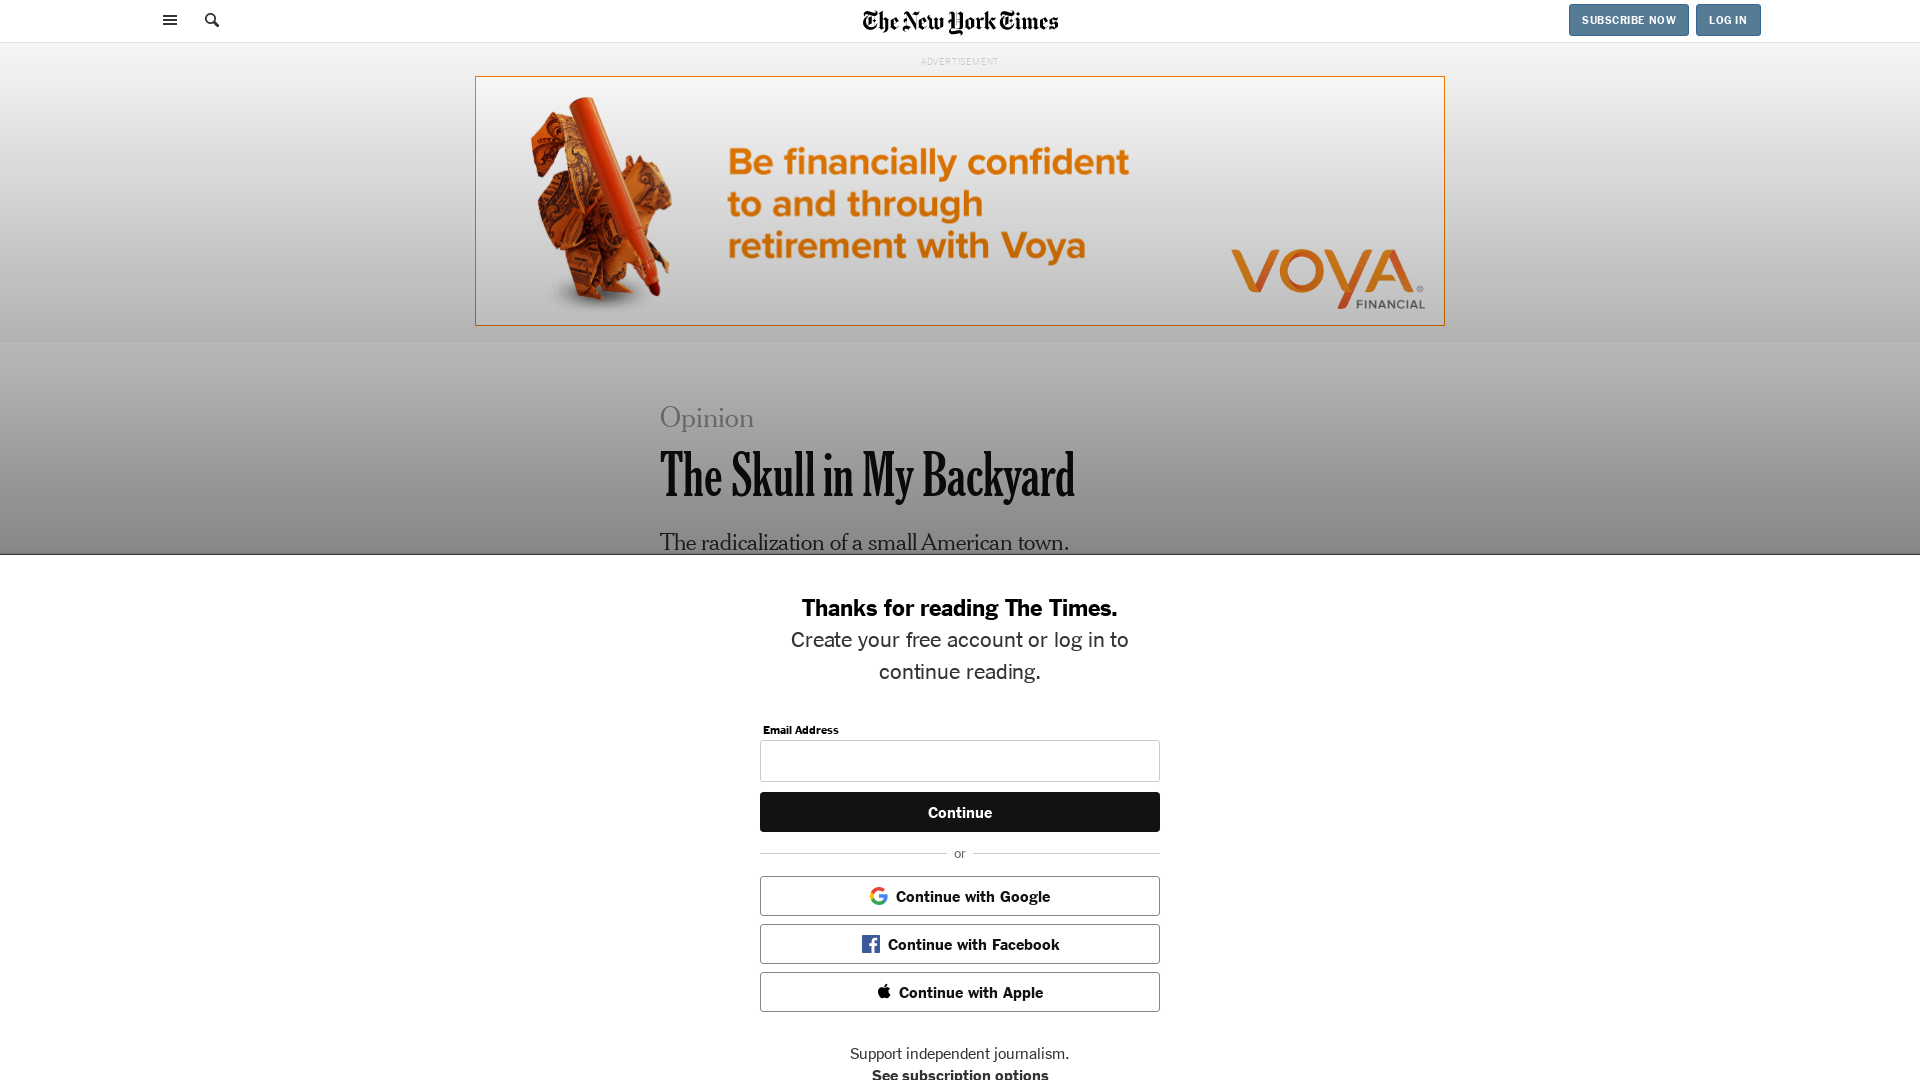 The New York Times
SUBSCRIBE NOW
LOG IN
ADVERTISEMENT
Be financially confident
to and through
retirement with Voya
VOYA®
FINANCIAL
Opinion
The Skull in My Backyard
The radicalization of a small American town.
Thanks for reading The Times.
Create your free account or log in to
continue reading.
Email Address
Continue
or
Continue with Google
Continue with Facebook
Continue with Apple
Support independent journalism.
See subscription options